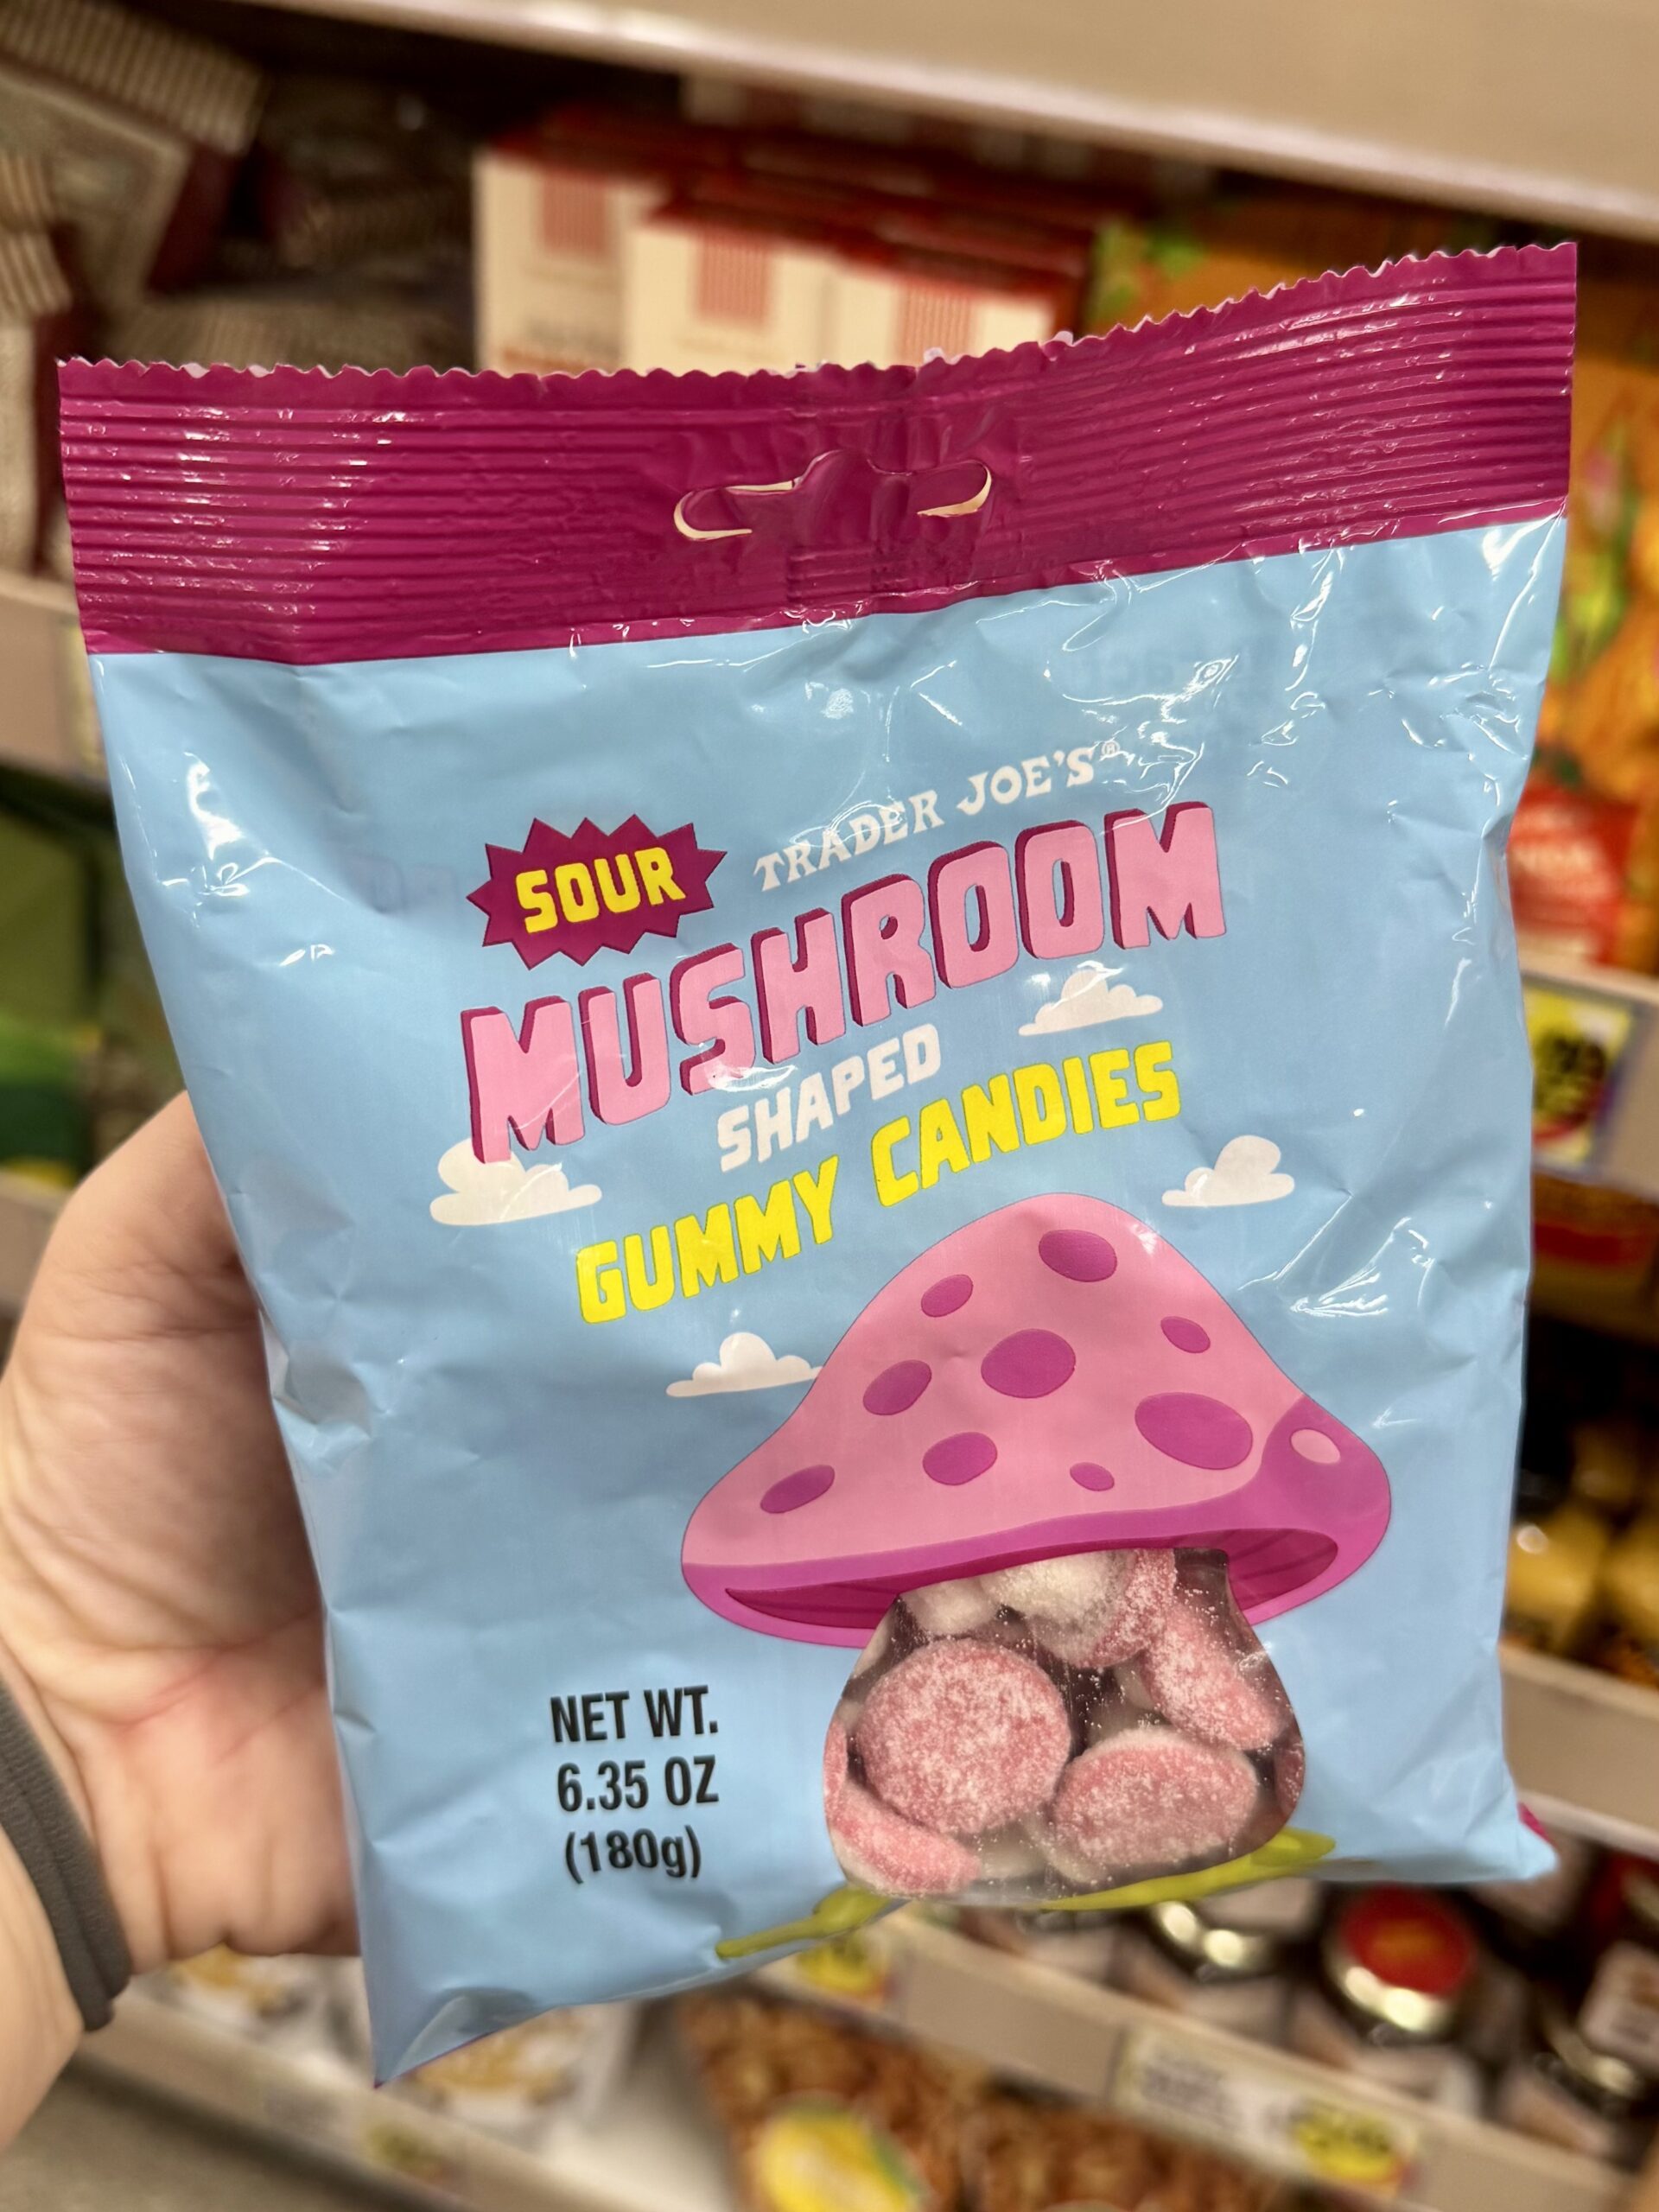 SOUR
TRADER JOE'S®
MUSHROOM
SHAPED
GUMMY CANDIES
NET WT.
6.35 OZ
(180g)